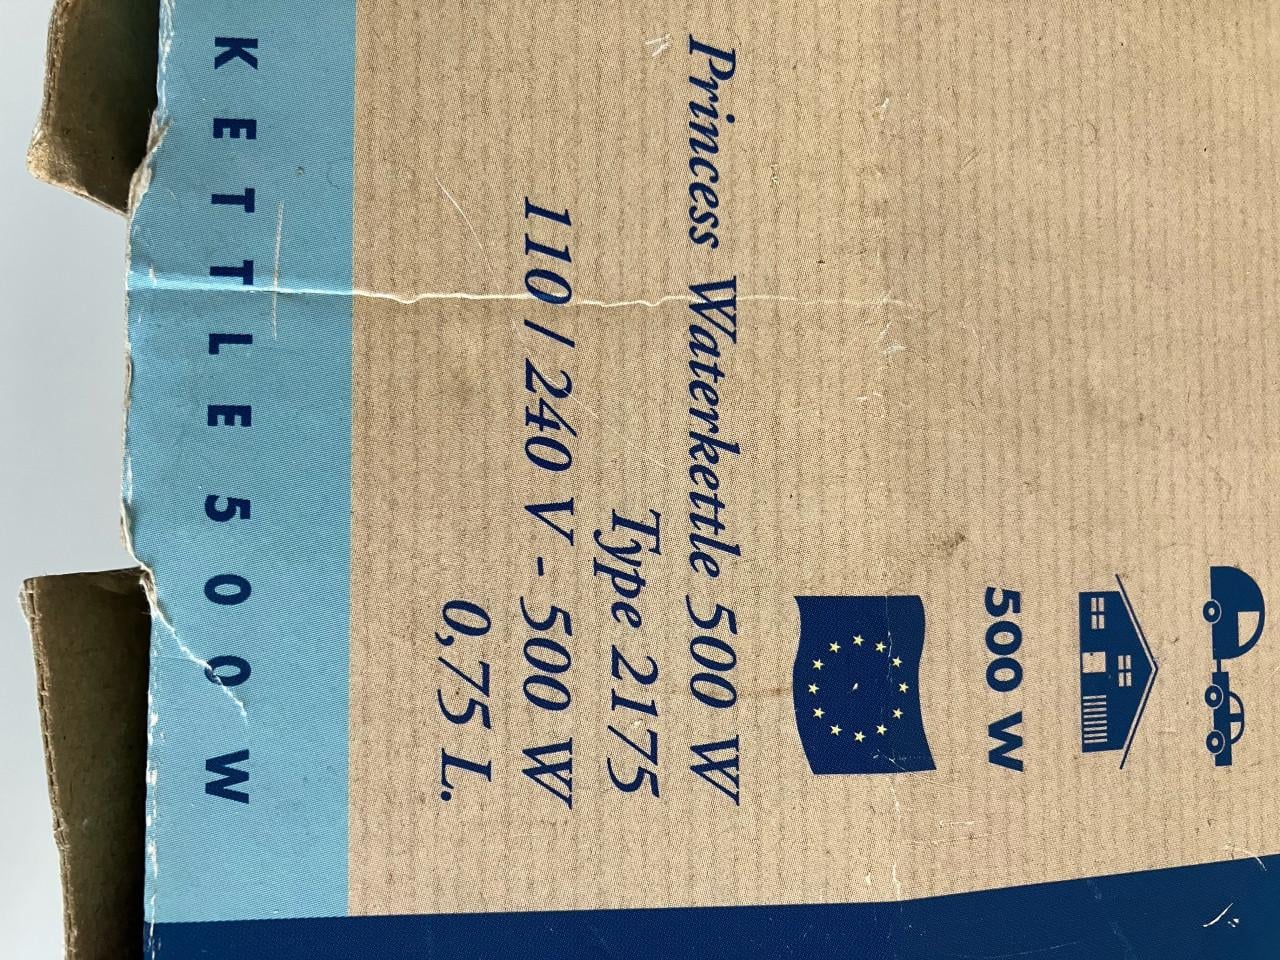 500 W
Princess Waterkettle 500 W
Type 2175
110 / 240 V - 500 W
0,75 L.
KETTLE 500 W